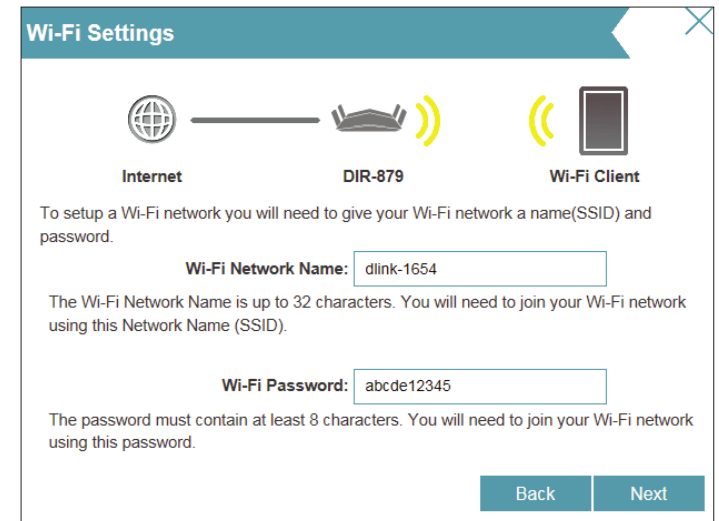 Wi-Fi Settings
Internet
DIR-879
Wi-Fi Client
To setup a Wi-Fi network you will need to give your Wi-Fi network a name(SSID) and
password.
Wi-Fi Network Name: dlink-1654
The Wi-Fi Network Name is up to 32 characters. You will need to join your Wi-Fi network
using this Network Name (SSID).
Wi-Fi Password: abcde12345
The password must contain at least 8 characters. You will need to join your Wi-Fi network
using this password.
Back
Next